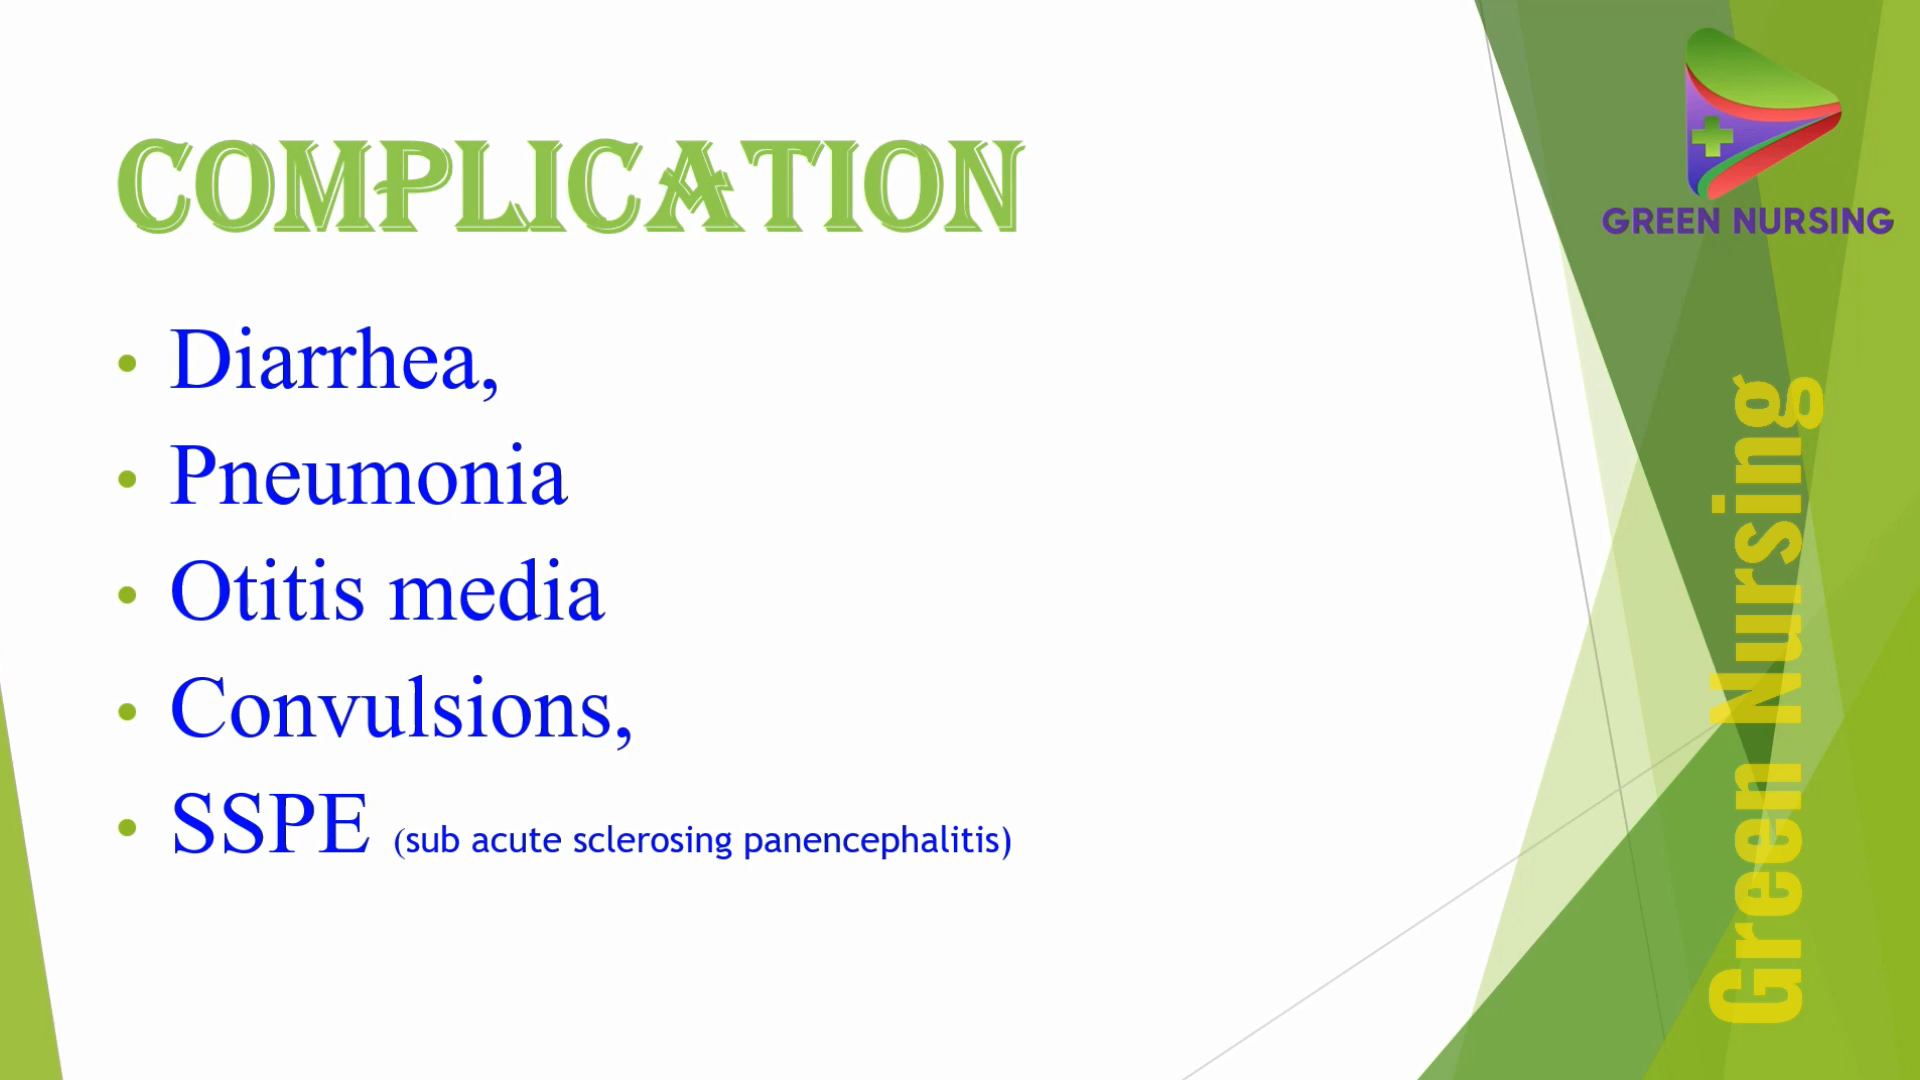 COMPLICATION
• Diarrhea,
• Pneumonia
• Otitis media
• Convulsions,
• SSPE (sub acute sclerosing panencephalitis)
GREEN NURSING
Green Nursing